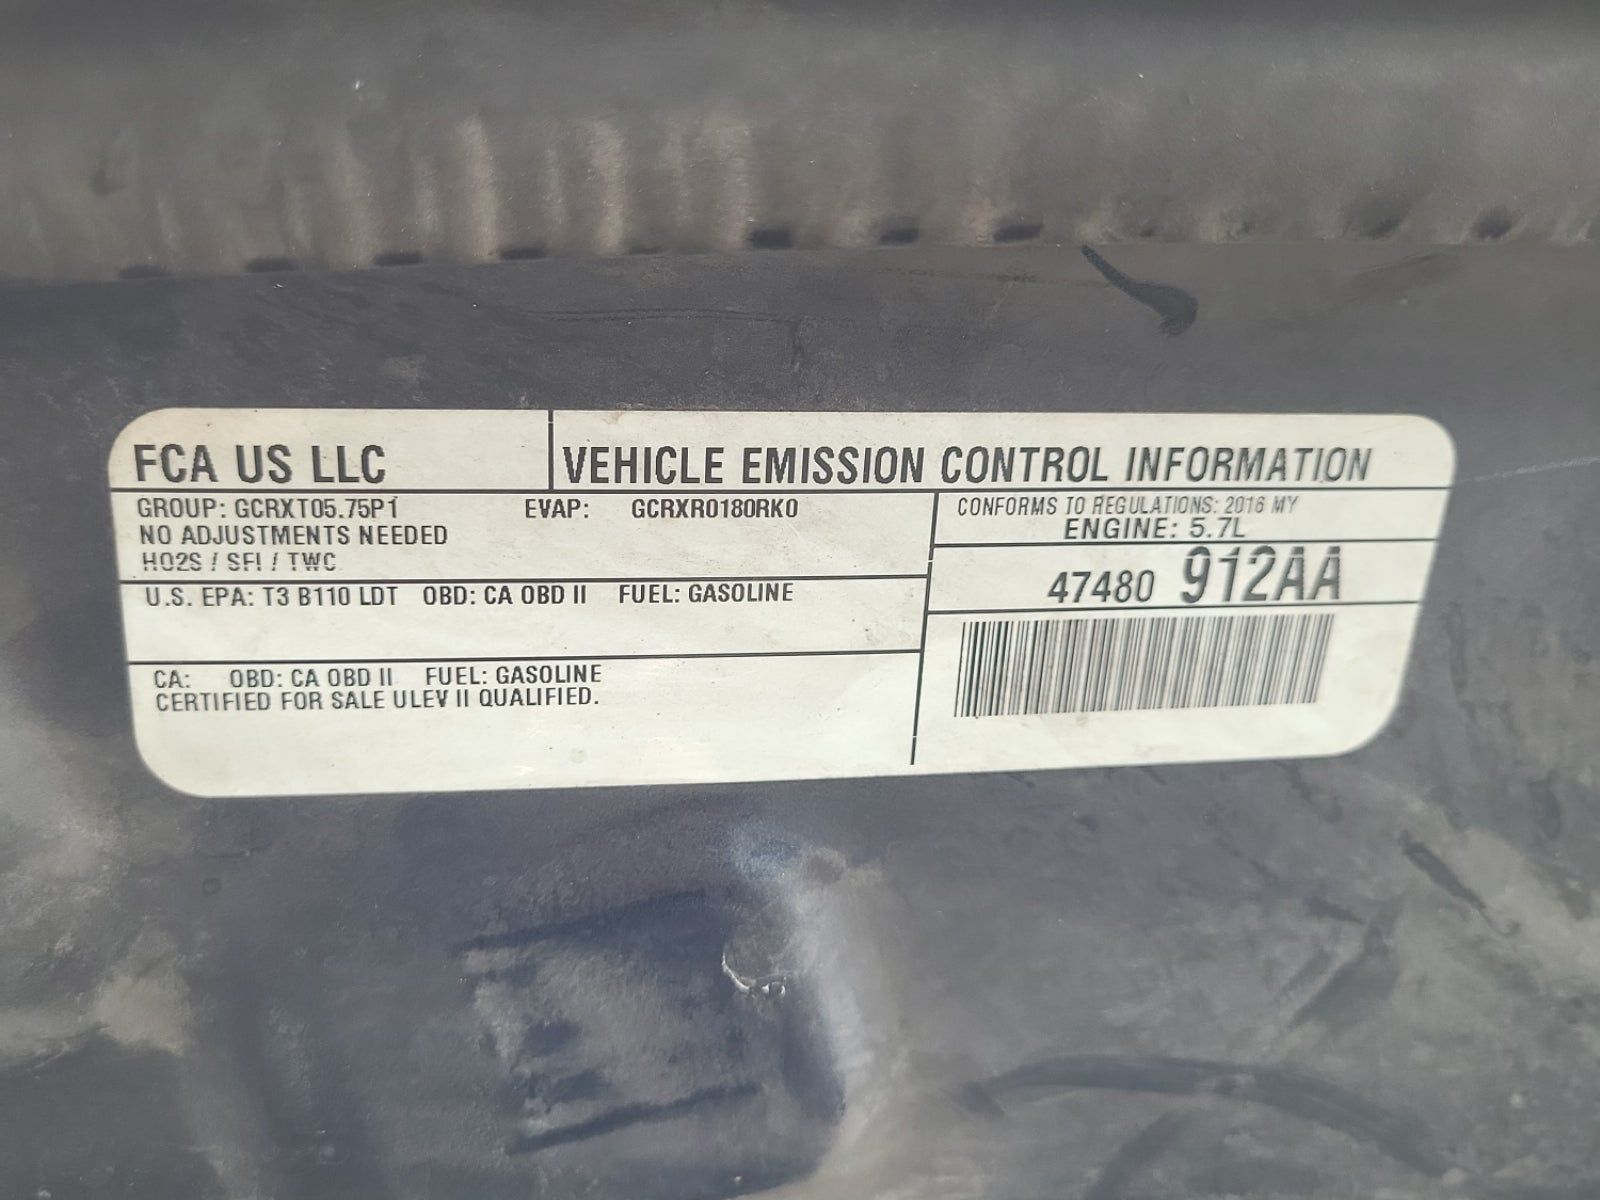 FCA US LLC
VEHICLE EMISSION CONTROL INFORMATION
GROUP: GCRXT05.75P1 EVAP: GCRXR0180RK0
NO ADJUSTMENTS NEEDED
HO2S / SFI / TWC
CONFORMS TO REGULATIONS: 2016 MY
ENGINE: 5.7L
47480 912AA
U.S. EPA: T3 B110 LDT OBD: CA OBD II FUEL: GASOLINE
CA: OBD: CA OBD II FUEL: GASOLINE
CERTIFIED FOR SALE ULEV II QUALIFIED.